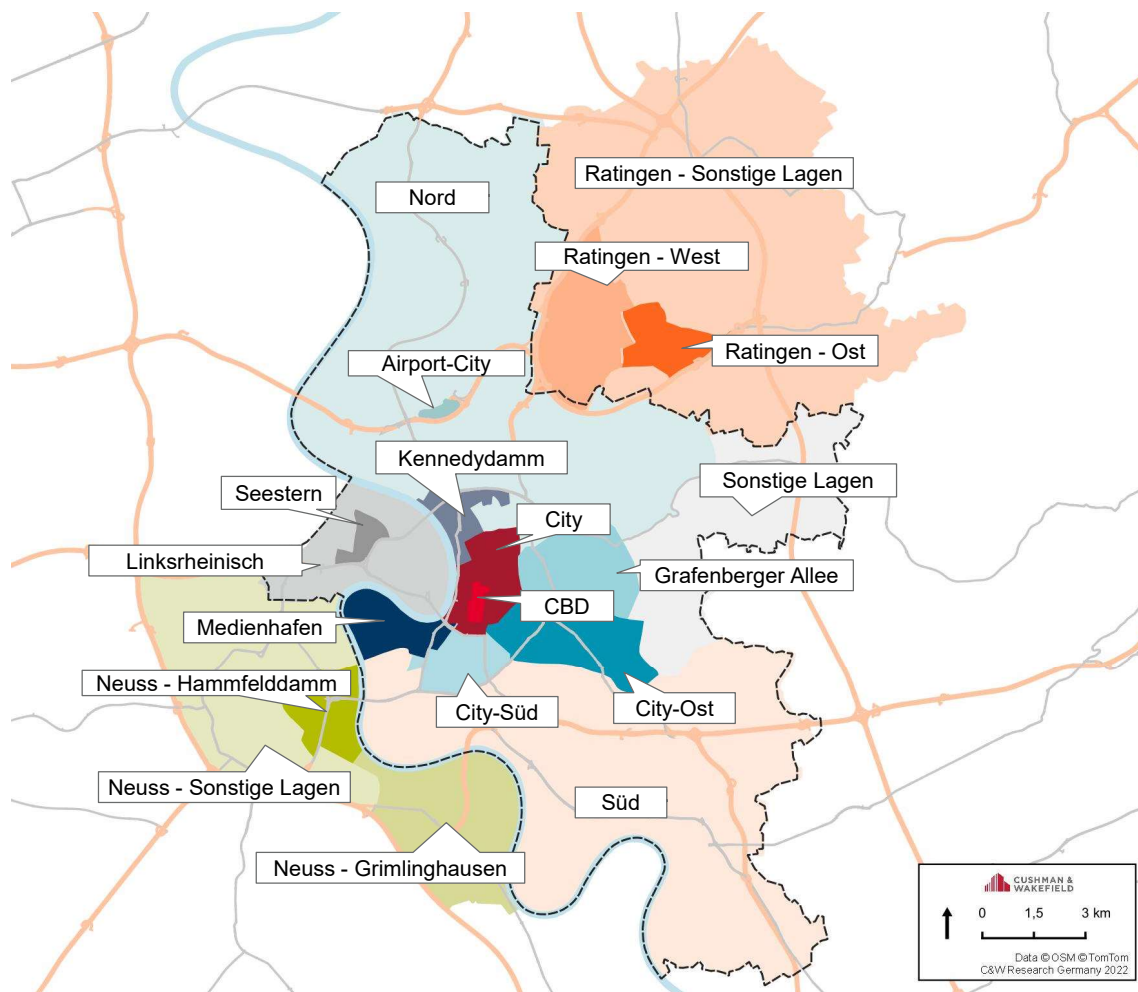 Ratingen - Sonstige Lagen
Nord
Ratingen - West
Ratingen - Ost
Airport-City
Kennedydamm
Sonstige Lagen
Seestern
City
Linksrheinisch
Grafenberger Allee
CBD
Medienhafen
Neuss - Hammfelddamm
City-Süd
City-Ost
Neuss - Sonstige Lagen
Süd
Neuss - Grimlinghausen
CUSHMAN &
WAKEFIELD
0 1,5 3 km
Data © OSM © TomTom
C&W Research Germany 2022